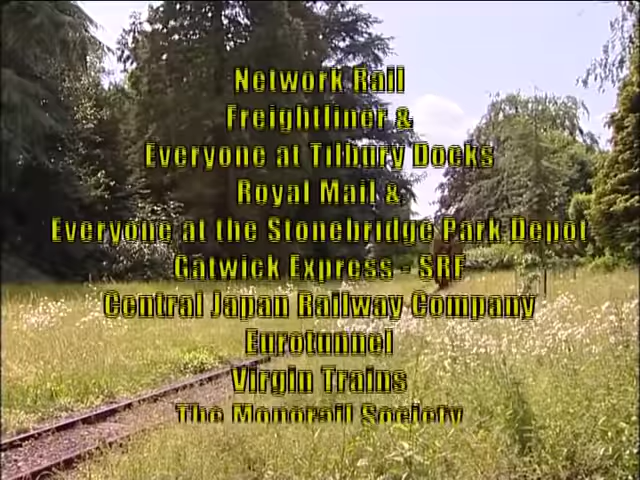 Network Rail
Freightliner &
Everyone at Tilbury Docks
Royal Mail &
Everyone at the Stonebridge Park Depot
Gatwick Express - SRF
Central Japan Railway Company
Eurotunnel
Virgin Trains
The Monorail Society